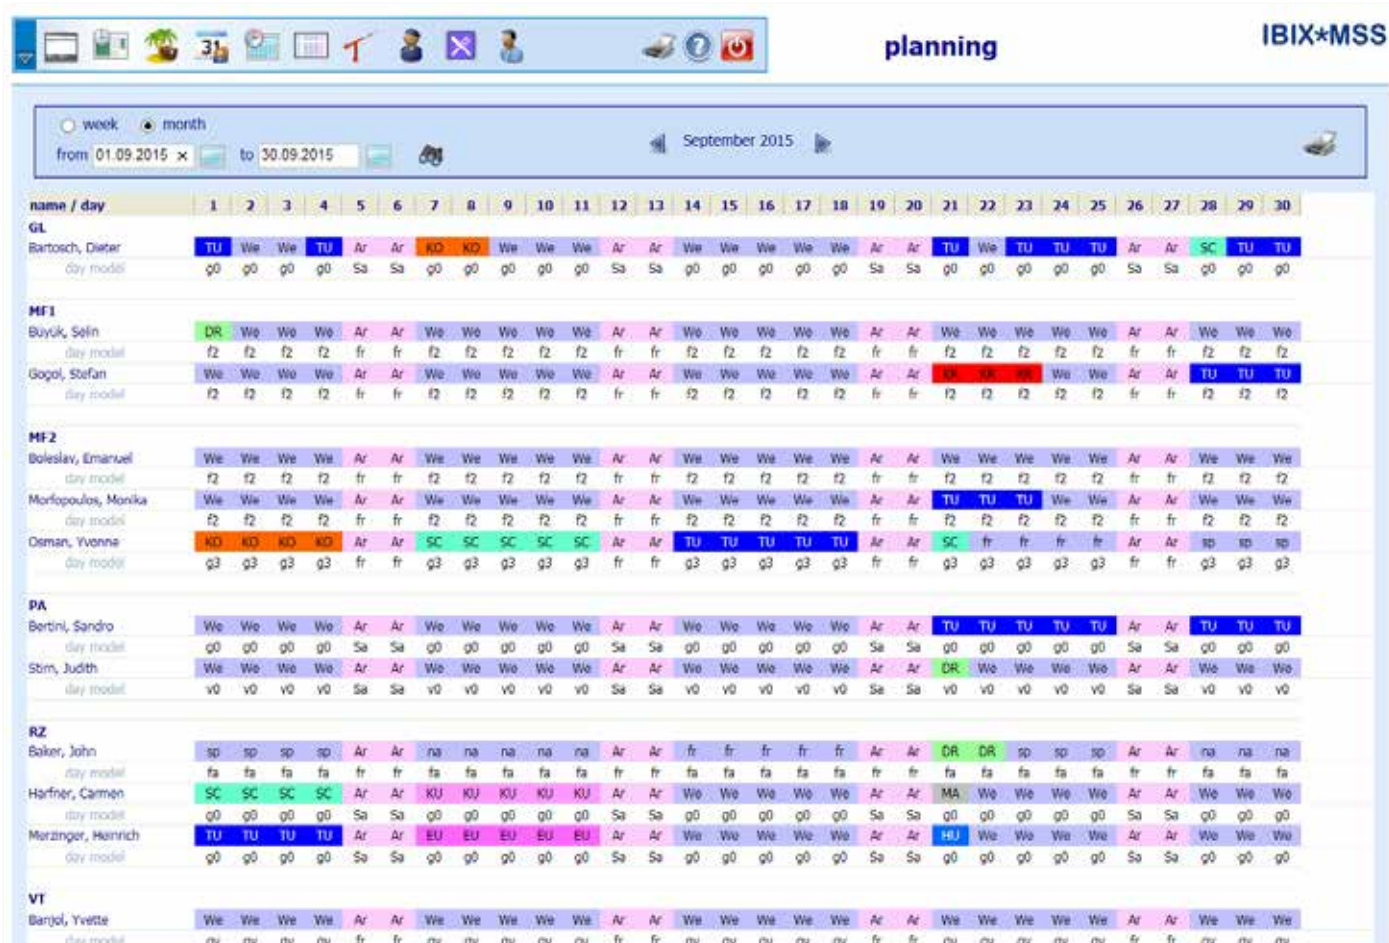 31
planning
IBIX*MSS
week month
from 01.09.2015 x to 30.09.2015
September 2015
name / day 1 2 3 4 5 6 7 8 9 10 11 12 13 14 15 16 17 18 19 20 21 22 23 24 25 26 27 28 29 30
GL
Bartosch, Dieter TU We We TU Ar Ar KO KO We We We Ar Ar We We We We We Ar Ar TU We TU TU TU Ar Ar SC TU TU
day model g0 g0 g0 g0 Sa Sa g0 g0 g0 g0 g0 Sa Sa g0 g0 g0 g0 g0 Sa Sa g0 g0 g0 g0 g0 Sa Sa g0 g0 g0
MF1
Büyük, Selin DR We We We Ar Ar We We We We We Ar Ar We We We We We Ar Ar We We We We We Ar Ar We We We
day model f2 f2 f2 f2 fr fr f2 f2 f2 f2 f2 fr fr f2 f2 f2 f2 f2 fr fr f2 f2 f2 f2 f2 fr fr f2 f2 f2
Gogol, Stefan We We We We Ar Ar We We We We We Ar Ar We We We We We Ar Ar KR KR KR We We Ar Ar TU TU TU
day model f2 f2 f2 f2 fr fr f2 f2 f2 f2 f2 fr fr f2 f2 f2 f2 f2 fr fr f2 f2 f2 f2 f2 fr fr f2 f2 f2
MF2
Boleslav, Emanuel We We We We Ar Ar We We We We We Ar Ar We We We We We Ar Ar We We We We We Ar Ar We We We
day model f2 f2 f2 f2 fr fr f2 f2 f2 f2 f2 fr fr f2 f2 f2 f2 f2 fr fr f2 f2 f2 f2 f2 fr fr f2 f2 f2
Morfopoulos, Monika We We We We Ar Ar We We We We We Ar Ar We We We We We Ar Ar TU TU TU We We Ar Ar We We We
day model f2 f2 f2 f2 fr fr f2 f2 f2 f2 f2 fr fr f2 f2 f2 f2 f2 fr fr f2 f2 f2 f2 f2 fr fr f2 f2 f2
Osman, Yvonne KO KO KO KO Ar Ar SC SC SC SC SC Ar Ar TU TU TU TU TU Ar Ar SC fr fr fr fr Ar Ar sp sp sp
day model g3 g3 g3 g3 fr fr g3 g3 g3 g3 g3 fr fr g3 g3 g3 g3 g3 fr fr g3 g3 g3 g3 g3 fr fr g3 g3 g3
PA
Bertini, Sandro We We We We Ar Ar We We We We We Ar Ar We We We We We Ar Ar TU TU TU TU TU Ar Ar TU TU TU
day model g0 g0 g0 g0 Sa Sa g0 g0 g0 g0 g0 Sa Sa g0 g0 g0 g0 g0 Sa Sa g0 g0 g0 g0 g0 Sa Sa g0 g0 g0
Stirn, Judith We We We We Ar Ar We We We We We Ar Ar We We We We We Ar Ar DR We We We We Ar Ar We We We
day model v0 v0 v0 v0 Sa Sa v0 v0 v0 v0 v0 Sa Sa v0 v0 v0 v0 v0 Sa Sa v0 v0 v0 v0 v0 Sa Sa v0 v0 v0
RZ
Baker, John sp sp sp sp Ar Ar na na na na na Ar Ar fr fr fr fr fr Ar Ar DR DR sp sp sp Ar Ar na na na
day model fa fa fa fa fr fr fa fa fa fa fa fr fr fa fa fa fa fa fr fr fa fa fa fa fa fr fr fa fa fa
Harfner, Carmen SC SC SC SC Ar Ar KU KU KU KU KU Ar Ar We We We We We Ar Ar MA We We We We Ar Ar We We We
day model g0 g0 g0 g0 Sa Sa g0 g0 g0 g0 g0 Sa Sa g0 g0 g0 g0 g0 Sa Sa g0 g0 g0 g0 g0 Sa Sa g0 g0 g0
Merzinger, Heinrich TU TU TU TU Ar Ar EU EU EU EU EU Ar Ar We We We We We Ar Ar HU We We We We Ar Ar We We We
day model g0 g0 g0 g0 Sa Sa g0 g0 g0 g0 g0 Sa Sa g0 g0 g0 g0 g0 Sa Sa g0 g0 g0 g0 g0 Sa Sa g0 g0 g0
VT
Banjol, Yvette We We We We Ar Ar We We We We We Ar Ar We We We We We Ar Ar We We We We We Ar Ar We We We
day model fr fr fr fr fr fr fr fr